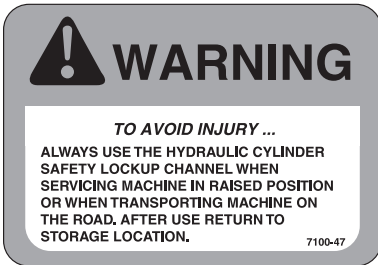 WARNING
TO AVOID INJURY ...
ALWAYS USE THE HYDRAULIC CYLINDER
SAFETY LOCKUP CHANNEL WHEN
SERVICING MACHINE IN RAISED POSITION
OR WHEN TRANSPORTING MACHINE ON
THE ROAD. AFTER USE RETURN TO
STORAGE LOCATION.
7100-47